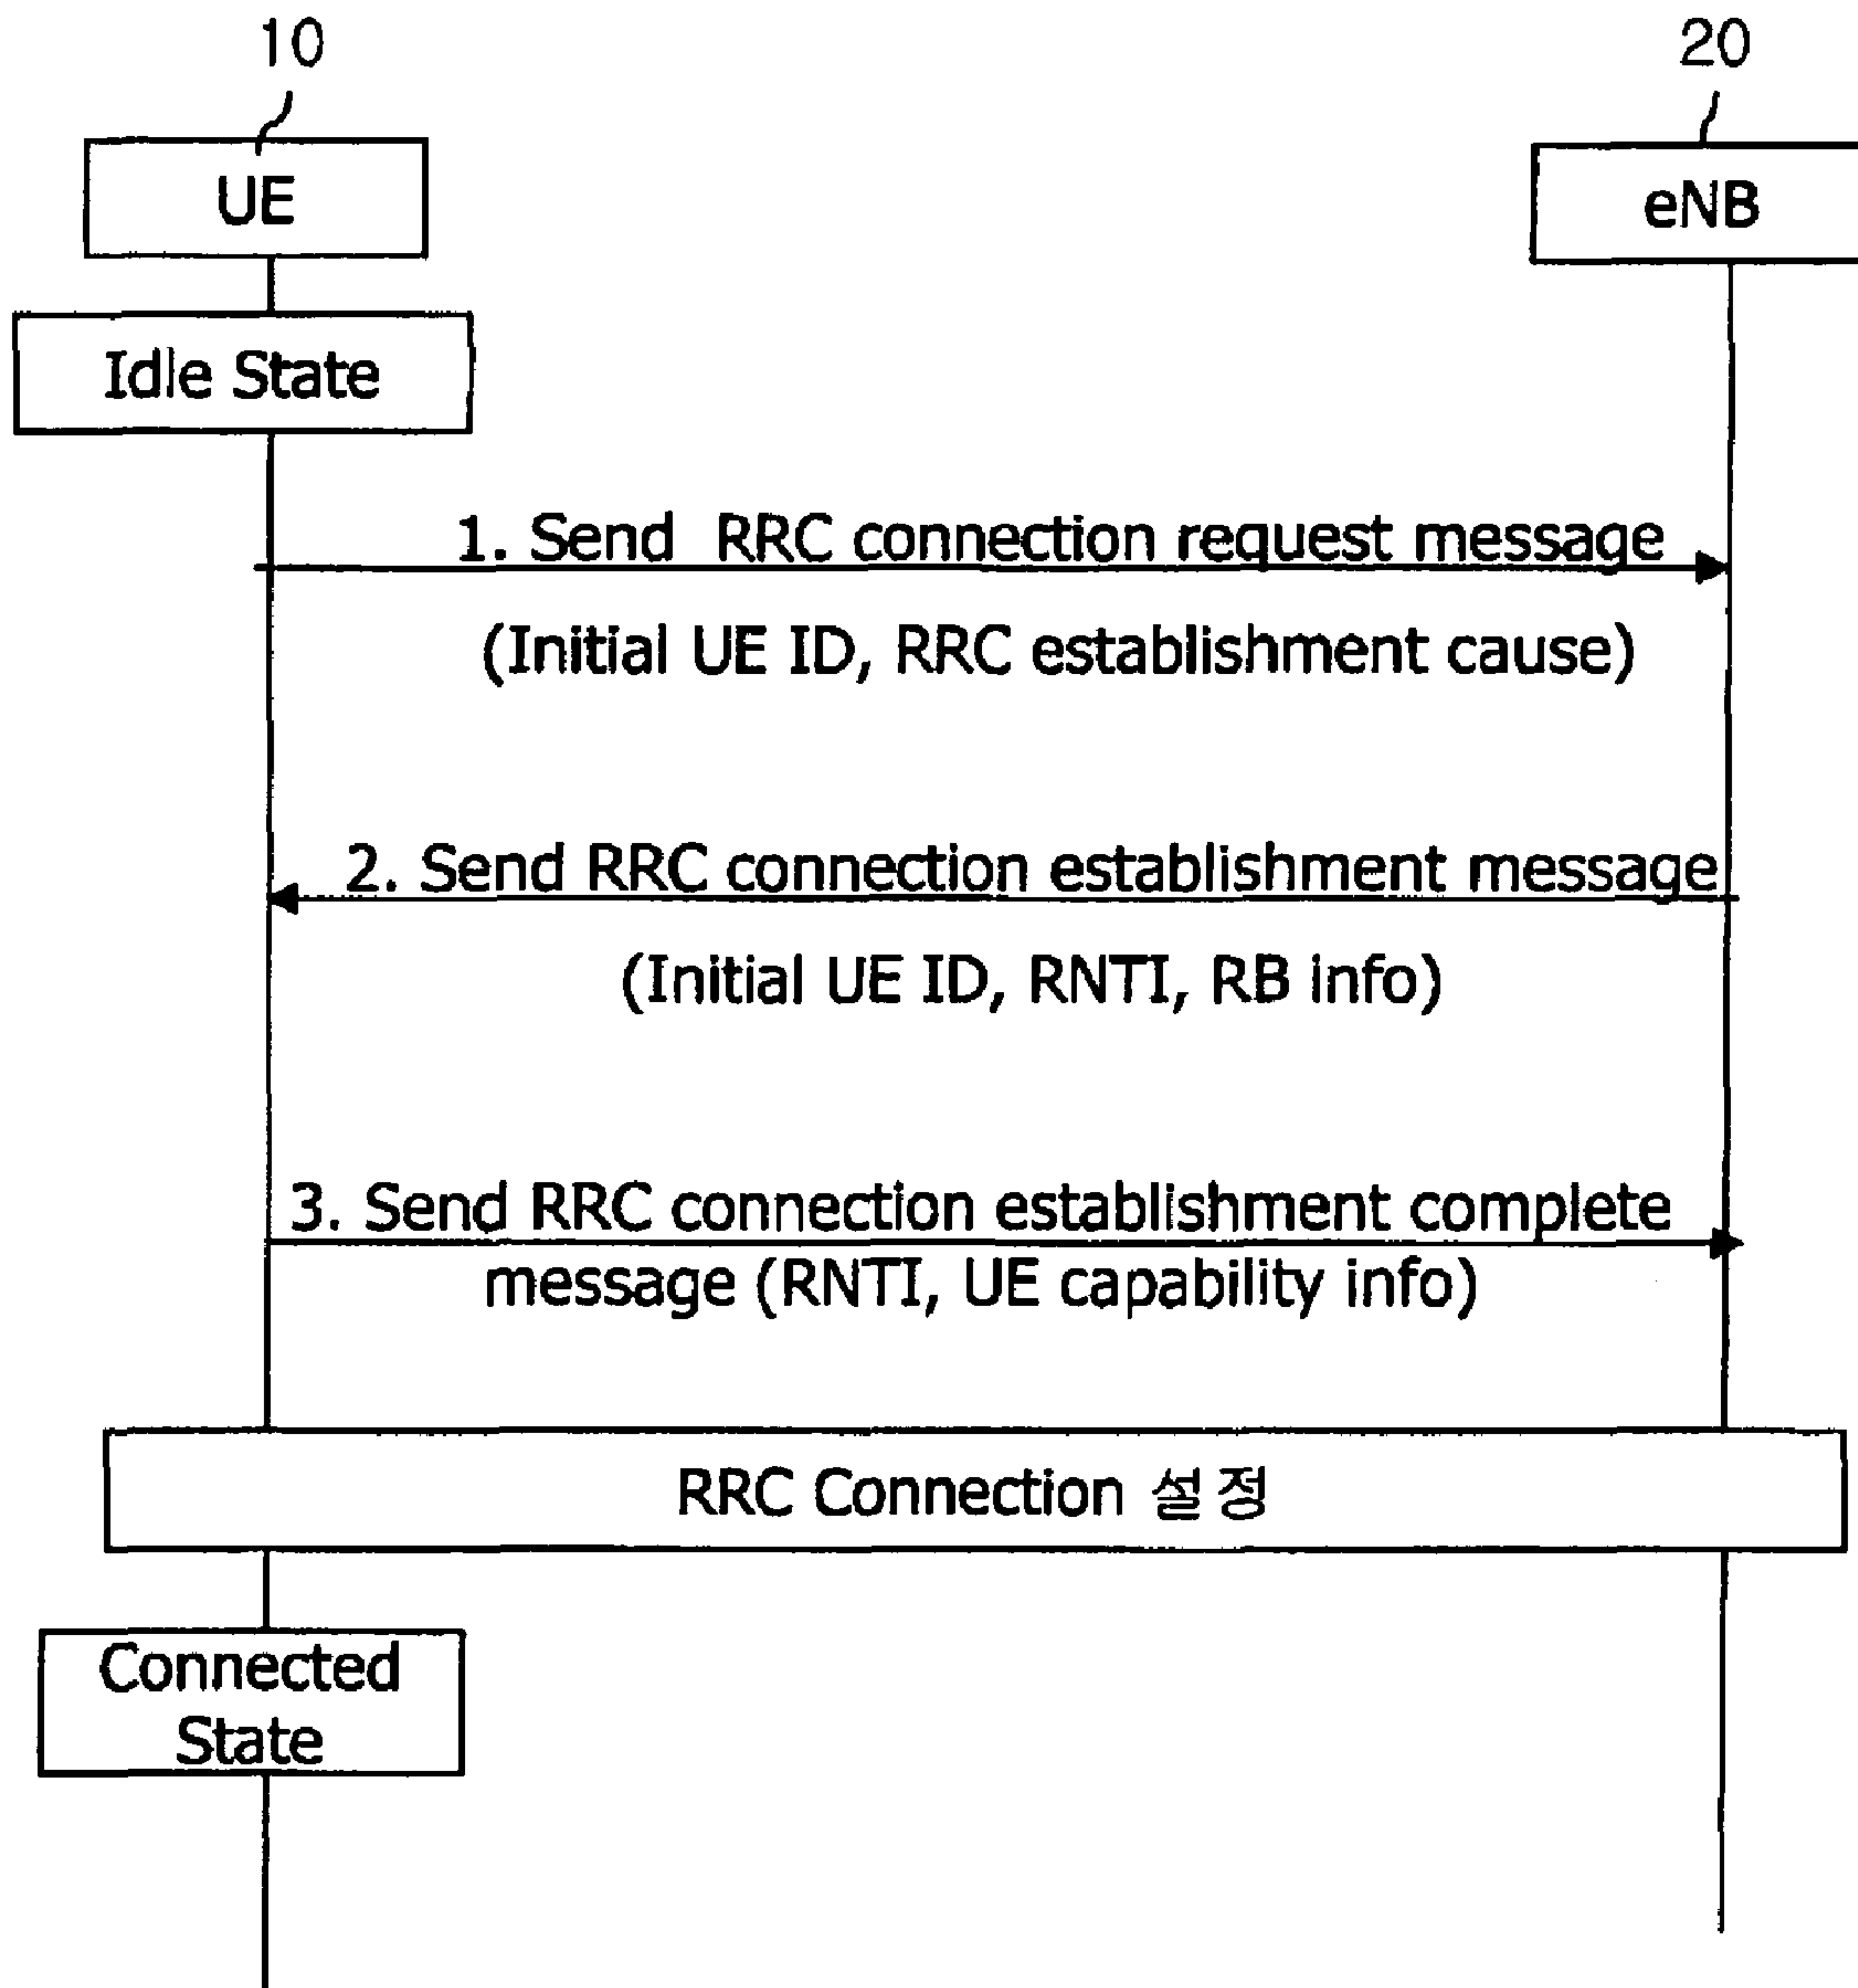 10
20
UE
eNB
Idle State
1. Send RRC connection request message
(Initial UE ID, RRC establishment cause)
2. Send RRC connection establishment message
(Initial UE ID, RNTI, RB info)
3. Send RRC connection establishment complete
message (RNTI, UE capability info)
RRC Connection 설정
Connected
State